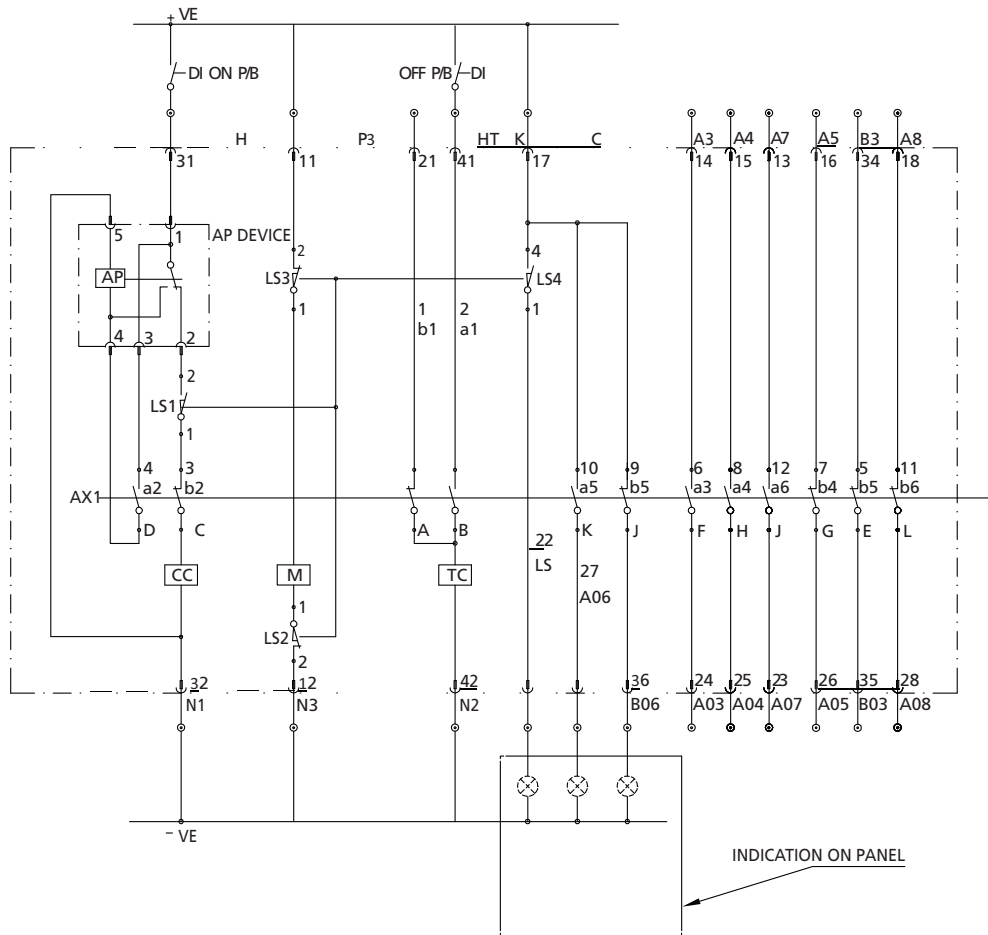 + VE
DI ON P/B
OFF P/B
DI
H
P3
HT K C
A3 A4 A7 A5 B3 A8
31 11 21 41 17 14 15 13 16 34 18
5 1 AP DEVICE
2 4
AP
LS3
LS4
1 1
1 2
b1 a1
4 3 2
2
LS1
1
4 3 10 9 6 8 12 7 5 11
AX1
a2 b2 a5 b5 a3 a4 a6 b4 b5 b6
D C A B K J F H J G E L
22
LS
CC M TC
27
A06
1
LS2
2
32 12 42 36 24 25 23 26 35 28
N1 N3 N2 B06 A03 A04 A07 A05 B03 A08
− VE
INDICATION ON PANEL